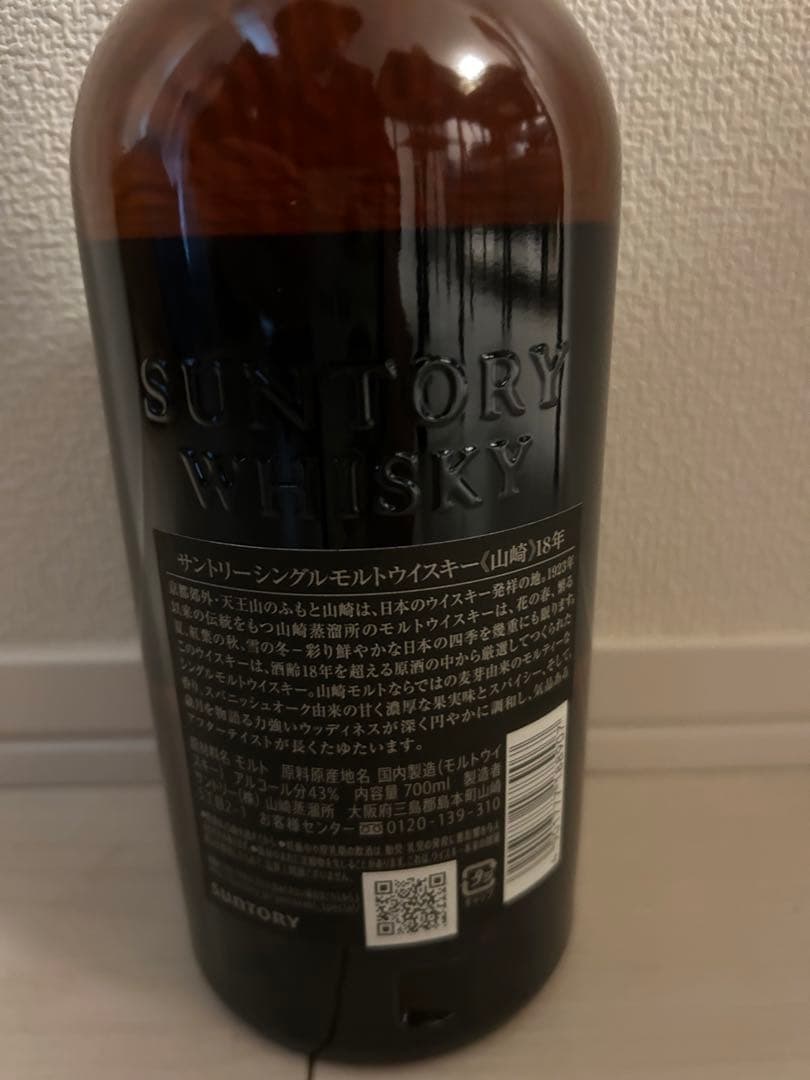 SUNTORY
WHISKY
サントリーシングルモルトウイスキー《山崎》18年
京都郊外・天王山のふもと山崎は、日本のウイスキー発祥の地。1923年
以来の伝統をもつ山崎蒸溜所のモルトウイスキーは、花の春、繁る
夏、紅葉の秋、雪の冬−彩り鮮やかな日本の四季を幾重にも眠ります。
このウイスキーは、酒齢18年を超える原酒の中から厳選してつくられた
シングルモルトウイスキー。山崎モルトならではの麦芽由来のモルティーな
香り、スパニッシュオーク由来の甘く濃厚な果実味とスパイシー、そして、
歳月を物語る力強いウッディネスが深く円やかに調和し、気品ある
アフターテイストが長くたゆたいます。
原材料名 モルト 原料原産地名 国内製造(モルトウイ
スキー) アルコール分43% 内容量 700ml 製造者
サントリー(株) 山崎蒸溜所 大阪府三島郡島本町山崎
お客様センター 0120-139-310
SUNTORY